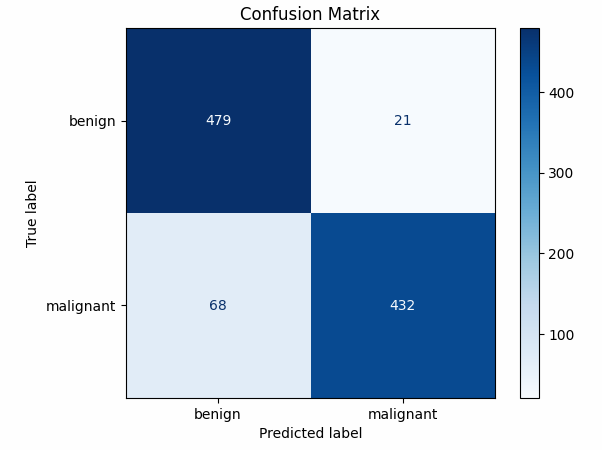 Confusion Matrix
benign
479
21
malignant
68
432
benign
malignant
Predicted label
True label
400
300
200
100